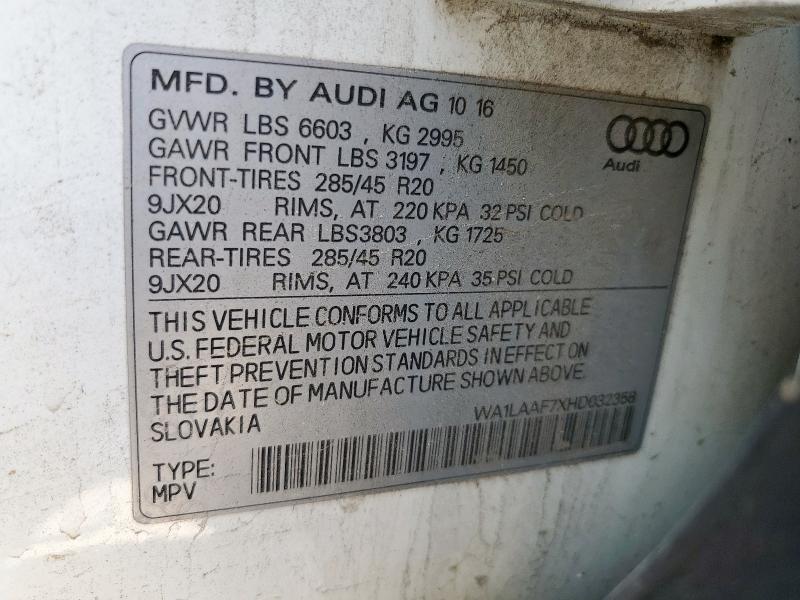 MFD. BY AUDI AG 10 16
GVWR LBS 6603 , KG 2995
GAWR FRONT LBS 3197 , KG 1450
FRONT-TIRES 285/45 R20
9JX20 RIMS, AT 220 KPA 32 PSI COLD
GAWR REAR LBS3803 , KG 1725
REAR-TIRES 285/45 R20
9JX20 RIMS, AT 240 KPA 35 PSI COLD
Audi
THIS VEHICLE CONFORMS TO ALL APPLICABLE
U.S. FEDERAL MOTOR VEHICLE SAFETY AND
THEFT PREVENTION STANDARDS IN EFFECT ON
THE DATE OF MANUFACTURE SHOWN ABOVE.
SLOVAKIA
WA1LAAF7XHD032358
TYPE:
MPV